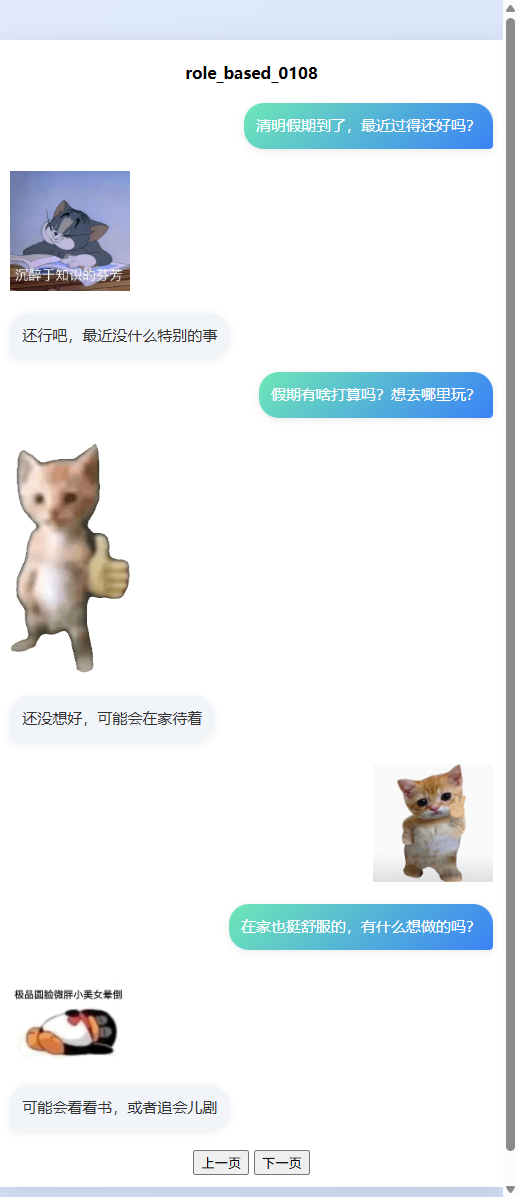 role_based_0108
清明假期到了，最近过得还好吗？
沉醉于知识的芬芳
还行吧，最近没什么特别的事
假期有啥打算吗？想去哪里玩？
还没想好，可能会在家待着
在家也挺舒服的，有什么想做的吗？
极品圆脸微胖小美女晕倒
可能会看看书，或者追会儿剧
上一页 下一页